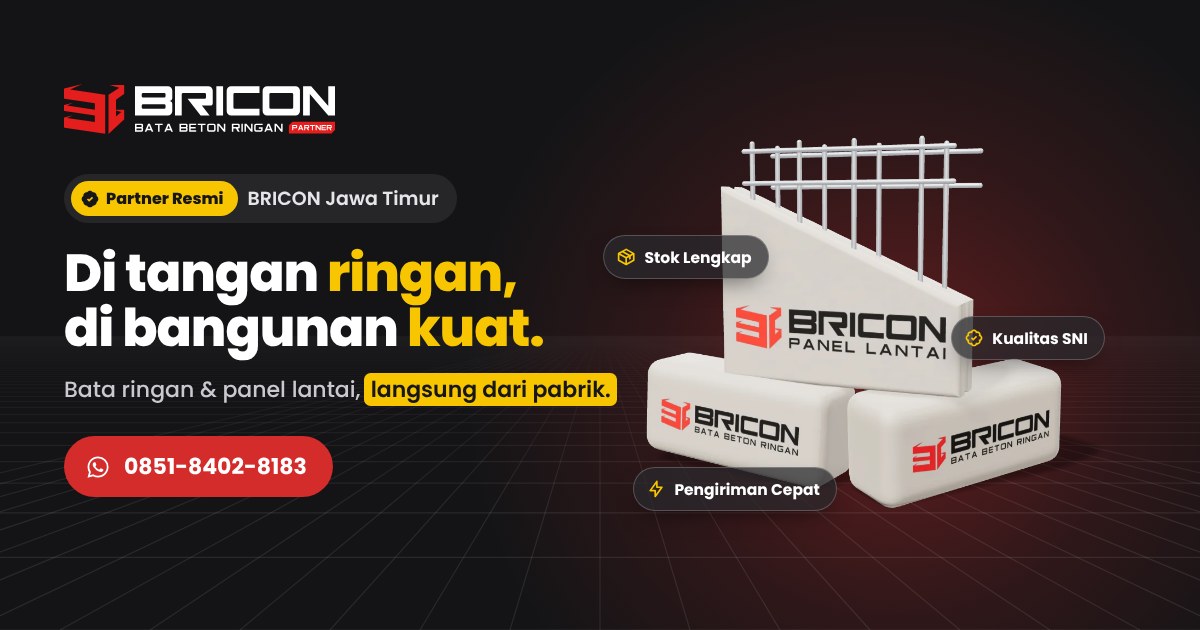 BRICON
BATA BETON RINGAN PARTNER
Partner Resmi BRICON Jawa Timur
Di tangan ringan,
di bangunan kuat.
Bata ringan & panel lantai, langsung dari pabrik.
0851-8402-8183
Stok Lengkap
BRICON
PANEL LANTAI
Kualitas SNI
BRICON
BATA BETON RINGAN
BRICON
BATA BETON RINGAN
Pengiriman Cepat